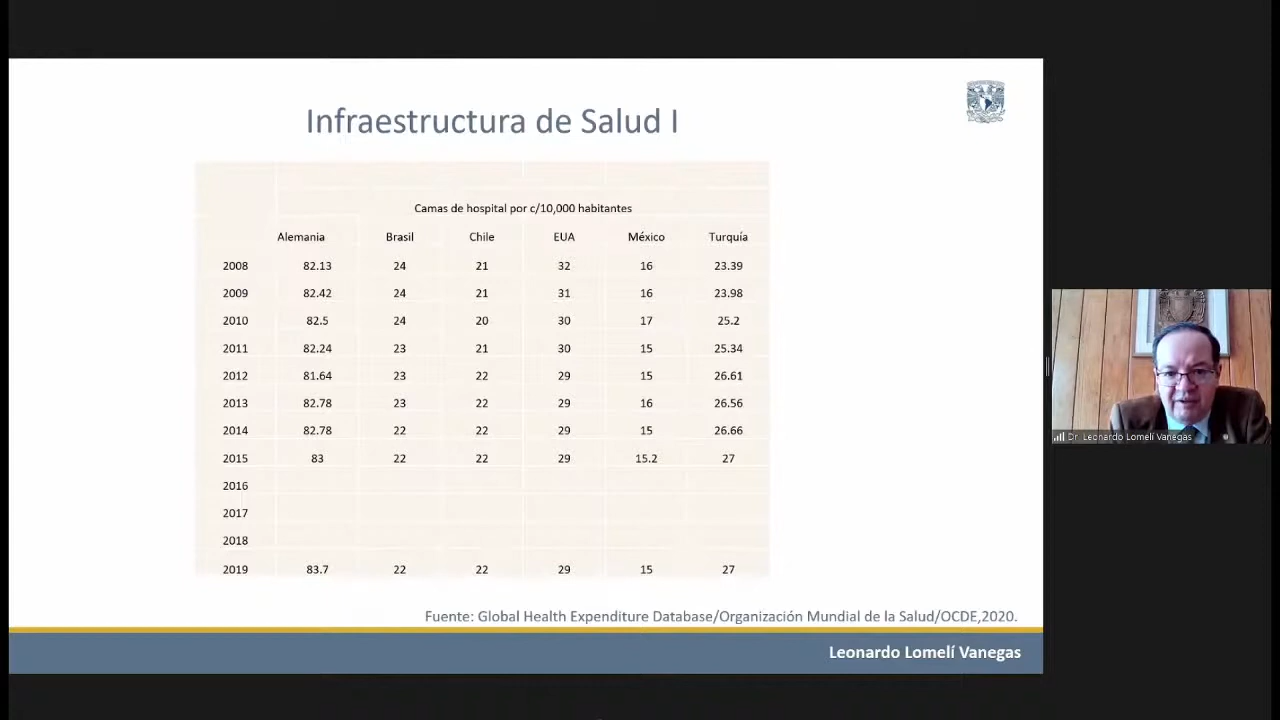 Infraestructura de Salud I
Camas de hospital por c/10,000 habitantes
Alemania Brasil Chile EUA México Turquía
2008 82.13 24 21 32 16 23.39
2009 82.42 24 21 31 16 23.98
2010 82.5 24 20 30 17 25.2
2011 82.24 23 21 30 15 25.34
2012 81.64 23 22 29 15 26.61
2013 82.78 23 22 29 16 26.56
2014 82.78 22 22 29 15 26.66
2015 83 22 22 29 15.2 27
2016
2017
2018
2019 83.7 22 22 29 15 27
Fuente: Global Health Expenditure Database/Organización Mundial de la Salud/OCDE,2020.
Leonardo Lomelí Vanegas
Dr. Leonardo Lomelí Vanegas